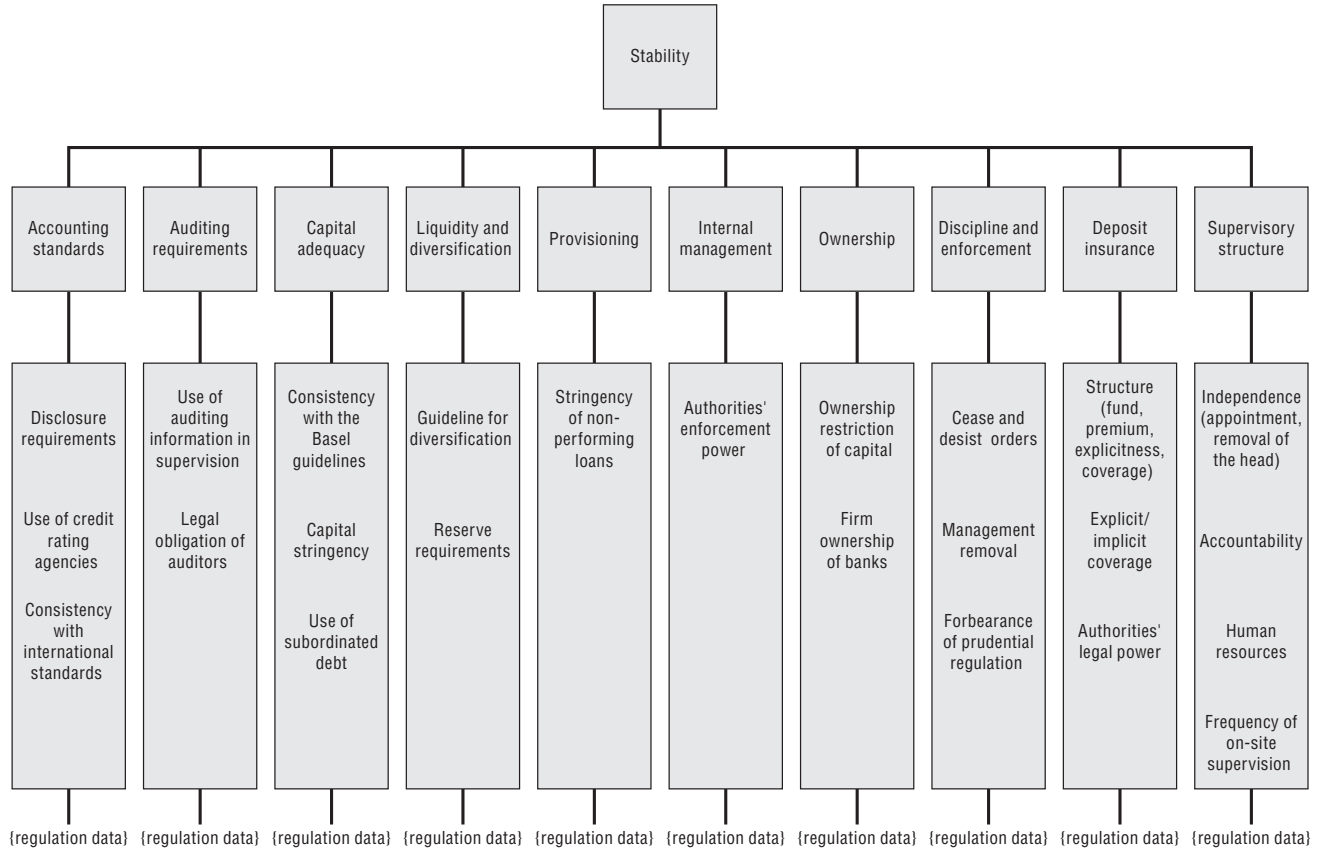 Stability
Accounting
standards
Auditing
requirements
Capital
adequacy
Liquidity and
diversification
Provisioning
Internal
management
Ownership
Discipline and
enforcement
Deposit
insurance
Supervisory
structure
Disclosure
requirements
Use of credit
rating
agencies
Consistency
with
international
standards
Use of
auditing
information in
supervision
Legal
obligation of
auditors
Consistency
with the
Basel
guidelines
Capital
stringency
Use of
subordinated
debt
Guideline for
diversification
Reserve
requirements
Stringency
of non-
performing
loans
Authorities'
enforcement
power
Ownership
restriction
of capital
Firm
ownership
of banks
Cease and
desist orders
Management
removal
Forbearance
of prudential
regulation
Structure
(fund,
premium,
explicitness,
coverage)
Explicit/
implicit
coverage
Authorities'
legal power
Independence
(appointment,
removal of
the head)
Accountability
Human
resources
Frequency of
on-site
supervision
{regulation data} {regulation data} {regulation data} {regulation data} {regulation data} {regulation data} {regulation data} {regulation data} {regulation data} {regulation data}